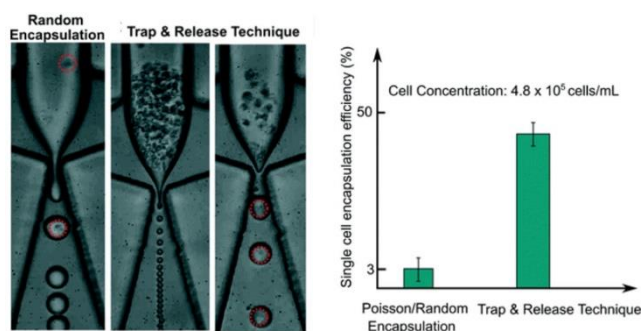 Random
Encapsulation
Trap & Release Technique
Single cell encapsulation efficiency (%)
Cell Concentration: 4.8 x 10⁵ cells/mL
50
3
Poisson/Random
Encapsulation
Trap & Release Technique